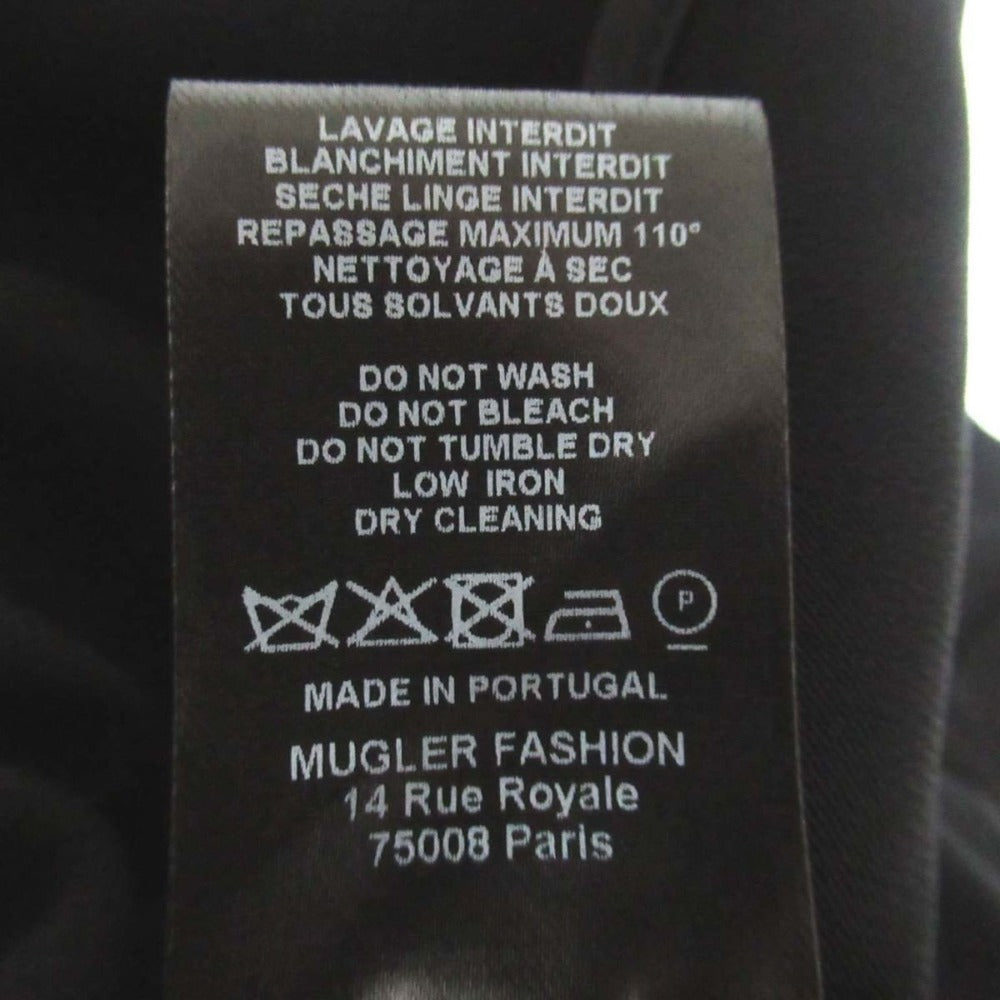 LAVAGE INTERDIT
BLANCHIMENT INTERDIT
SECHE LINGE INTERDIT
REPASSAGE MAXIMUM 110°
NETTOYAGE À SEC
TOUS SOLVANTS DOUX
DO NOT WASH
DO NOT BLEACH
DO NOT TUMBLE DRY
LOW IRON
DRY CLEANING
P
MADE IN PORTUGAL
MUGLER FASHION
14 Rue Royale
75008 Paris